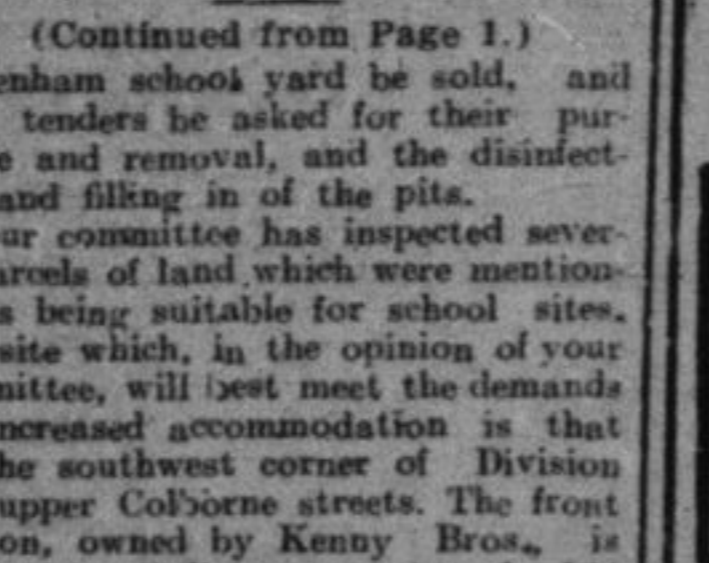 (Continued from Page 1.)
enham school yard be sold, and
tenders be asked for their pur-
e and removal, and the disinfect-
and filling in of the pits.
ur committee has inspected sever-
arcels of land which were mention-
s being suitable for school sites.
site which, in the opinion of your
mittee, will best meet the demands
ncreased accommodation is that
he southwest corner of Division
upper Colborne streets. The front
on, owned by Kenny Bros., is